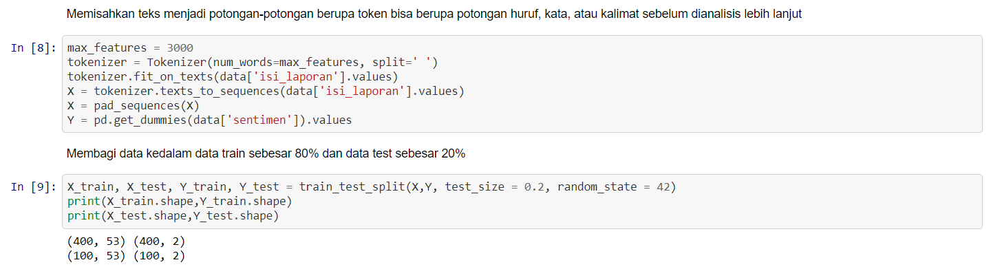 Memisahkan teks menjadi potongan-potongan berupa token bisa berupa potongan huruf, kata, atau kalimat sebelum dianalisis lebih lanjut
In [8]:
max_features = 3000
tokenizer = Tokenizer(num_words=max_features, split=' ')
tokenizer.fit_on_texts(data['isi_laporan'].values)
X = tokenizer.texts_to_sequences(data['isi_laporan'].values)
X = pad_sequences(X)
Y = pd.get_dummies(data['sentimen']).values
Membagi data kedalam data train sebesar 80% dan data test sebesar 20%
In [9]:
X_train, X_test, Y_train, Y_test = train_test_split(X,Y, test_size = 0.2, random_state = 42)
print(X_train.shape,Y_train.shape)
print(X_test.shape,Y_test.shape)
(400, 53) (400, 2)
(100, 53) (100, 2)